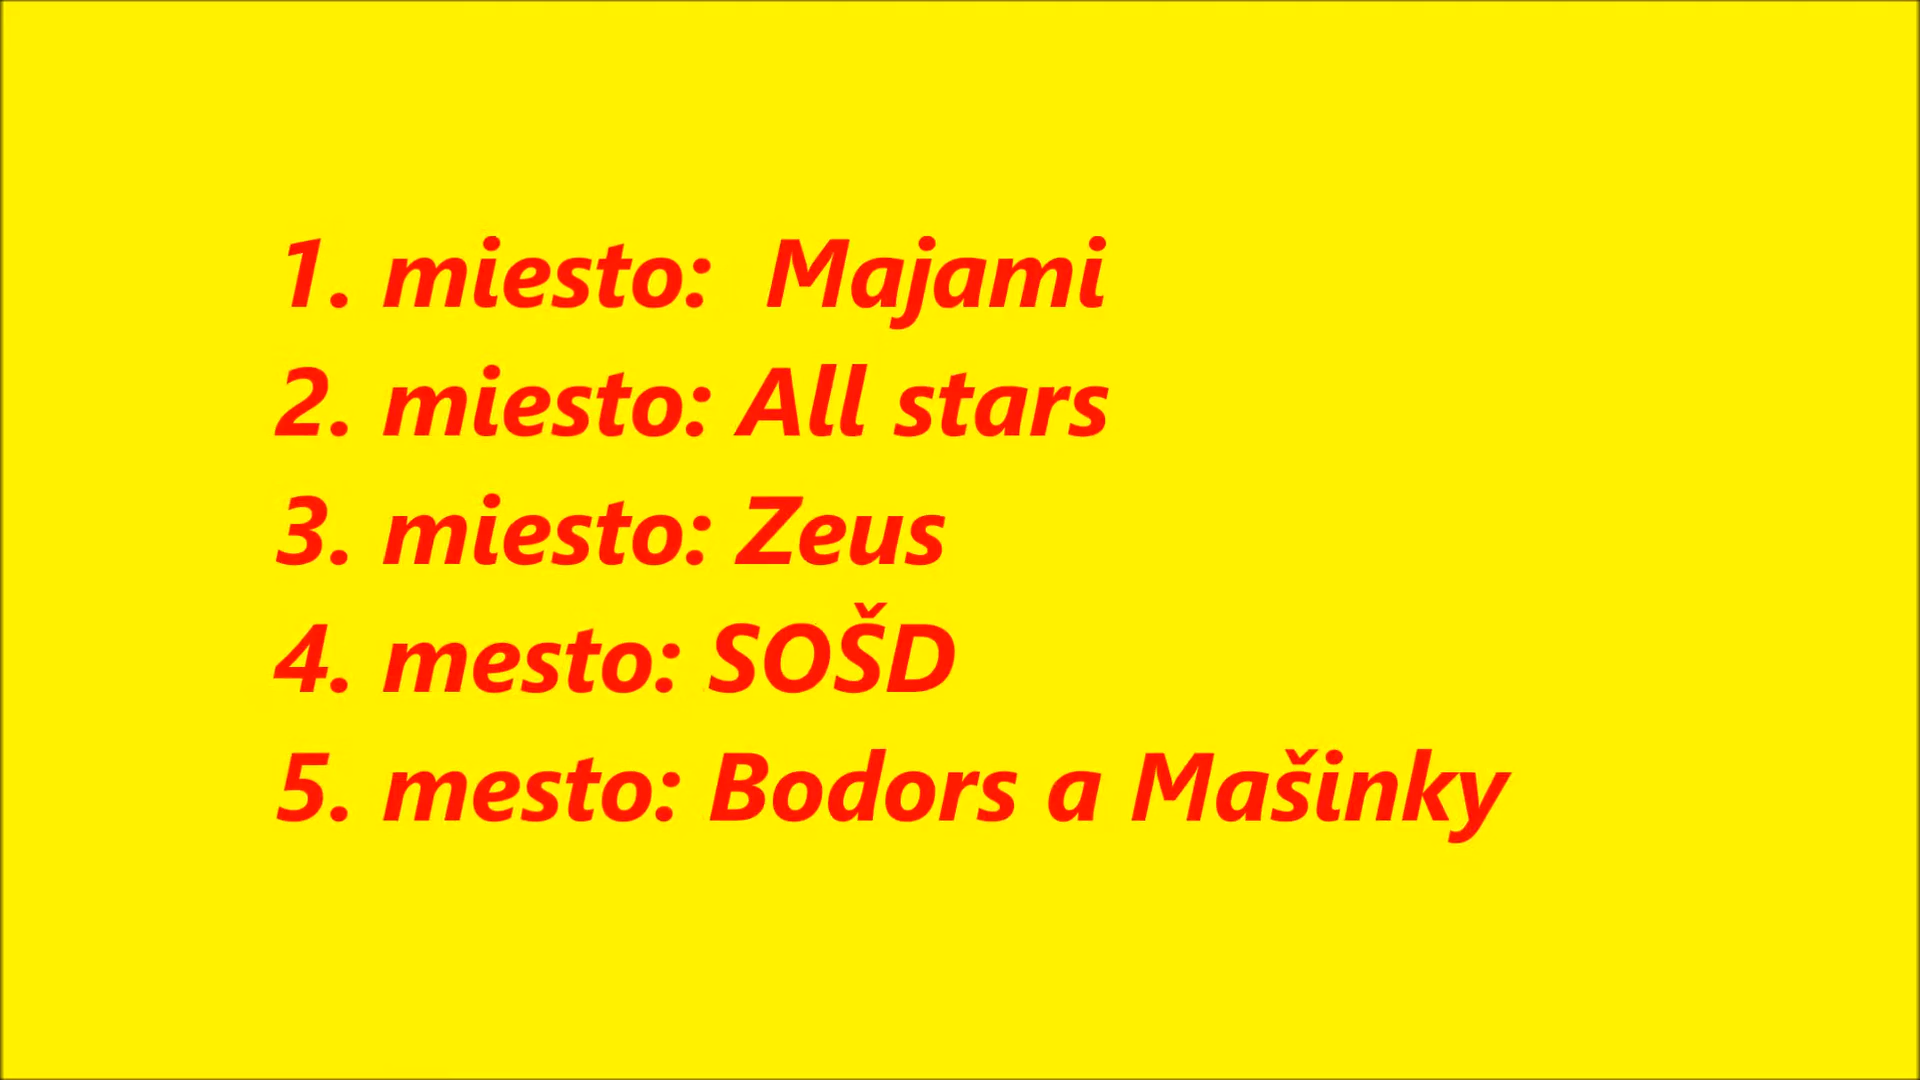 1. miesto:  Majami
2. miesto: All stars
3. miesto: Zeus
4. mesto: SOŠD
5. mesto: Bodors a Mašinky